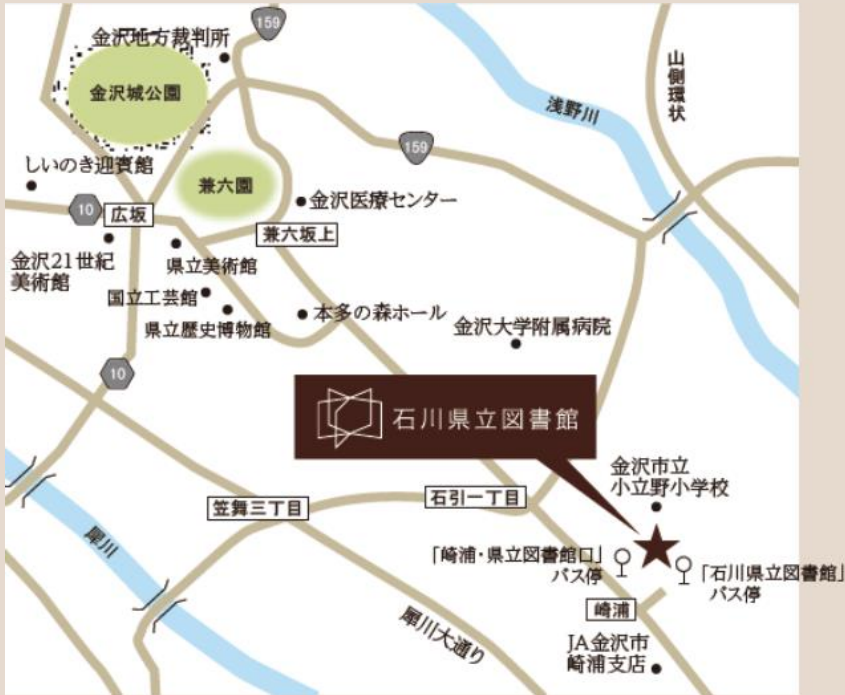 159
金沢地方裁判所
金沢城公園
山側環状
浅野川
159
しいのき迎賓館
兼六園
金沢医療センター
10
広坂
兼六坂上
金沢21世紀
美術館
県立美術館
国立工芸館
県立歴史博物館
本多の森ホール
金沢大学附属病院
10
石川県立図書館
金沢市立
小立野小学校
石引一丁目
笠舞三丁目
犀川
「崎浦・県立図書館口」
バス停
「石川県立図書館」
バス停
崎浦
犀川大通り
JA金沢市
崎浦支店